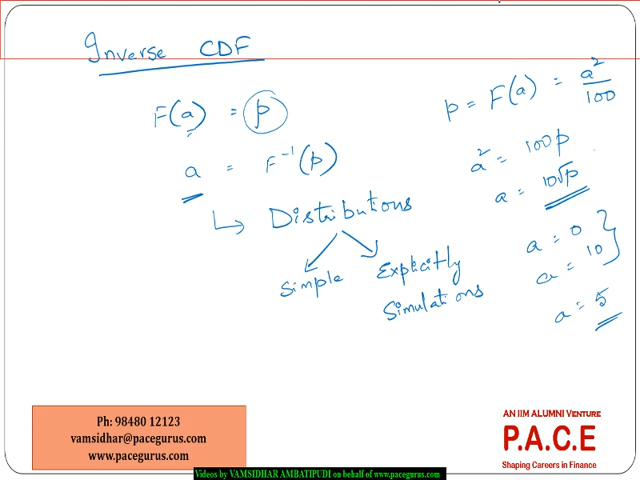 Inverse CDF
F(a) = p
a = F⁻¹(p)
↳ Distributions
Simple
Explicitly
Simulations
p = F(a) = a²/100
a² = 100p
a = 10√p
a = 0
a = 10
a = 5
Ph: 98480 12123
vamsidhar@pacegurus.com
www.pacegurus.com
AN IIM ALUMNI VENTURE
P.A.C.E
Shaping Careers in Finance
Videos by VAMSIDHAR AMBATIPUDI on behalf of www.pacegurus.com